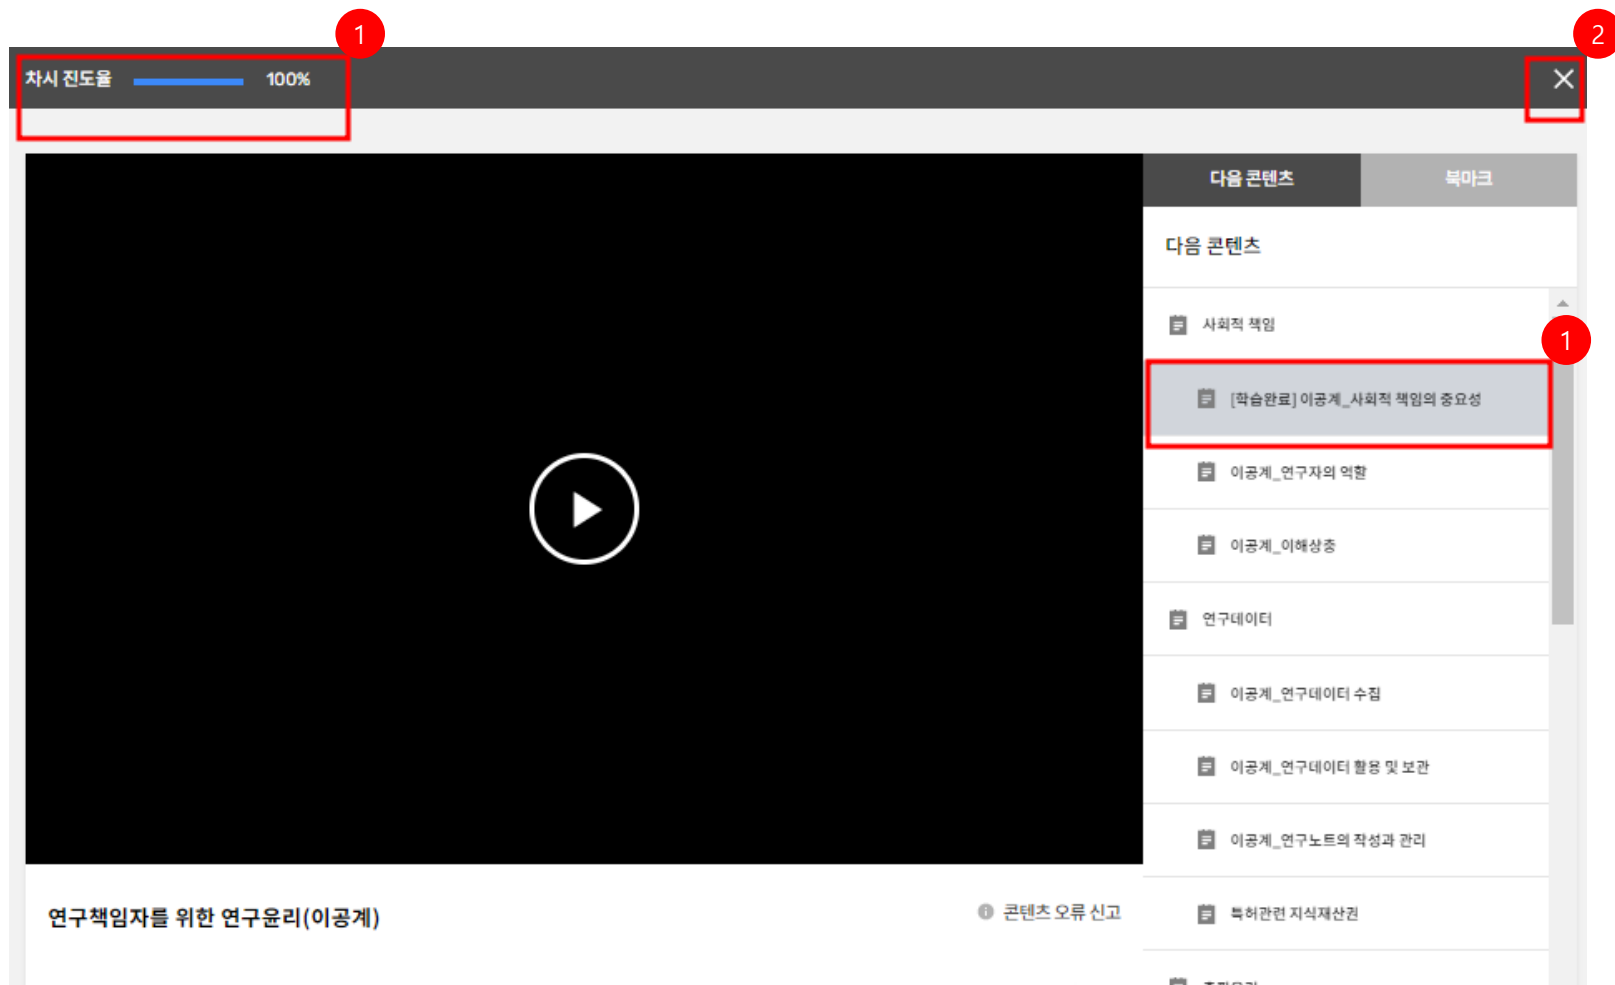 1
2
차시 진도율 100%
다음 콘텐츠 북마크
다음 콘텐츠
사회적 책임
1
[학습완료] 이공계_사회적 책임의 중요성
이공계_연구자의 역할
이공계_이해상충
연구데이터
이공계_연구데이터 수집
이공계_연구데이터 활용 및 보관
이공계_연구노트의 작성과 관리
특허관련 지식재산권
연구책임자를 위한 연구윤리(이공계)
콘텐츠 오류 신고